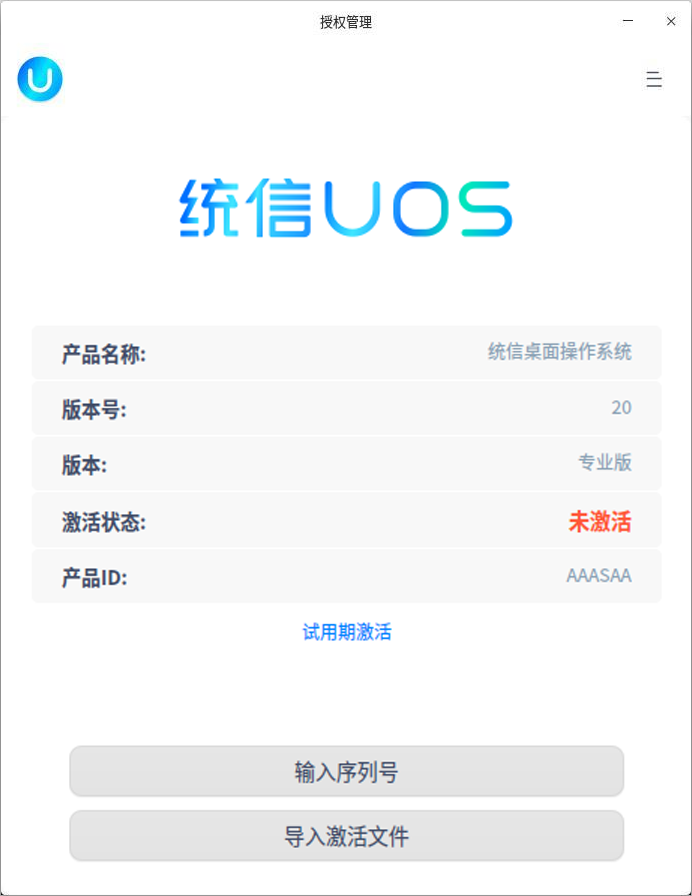 授权管理
统信UOS
产品名称: 统信桌面操作系统
版本号: 20
版本: 专业版
激活状态: 未激活
产品ID: AAASAA
试用期激活
输入序列号
导入激活文件